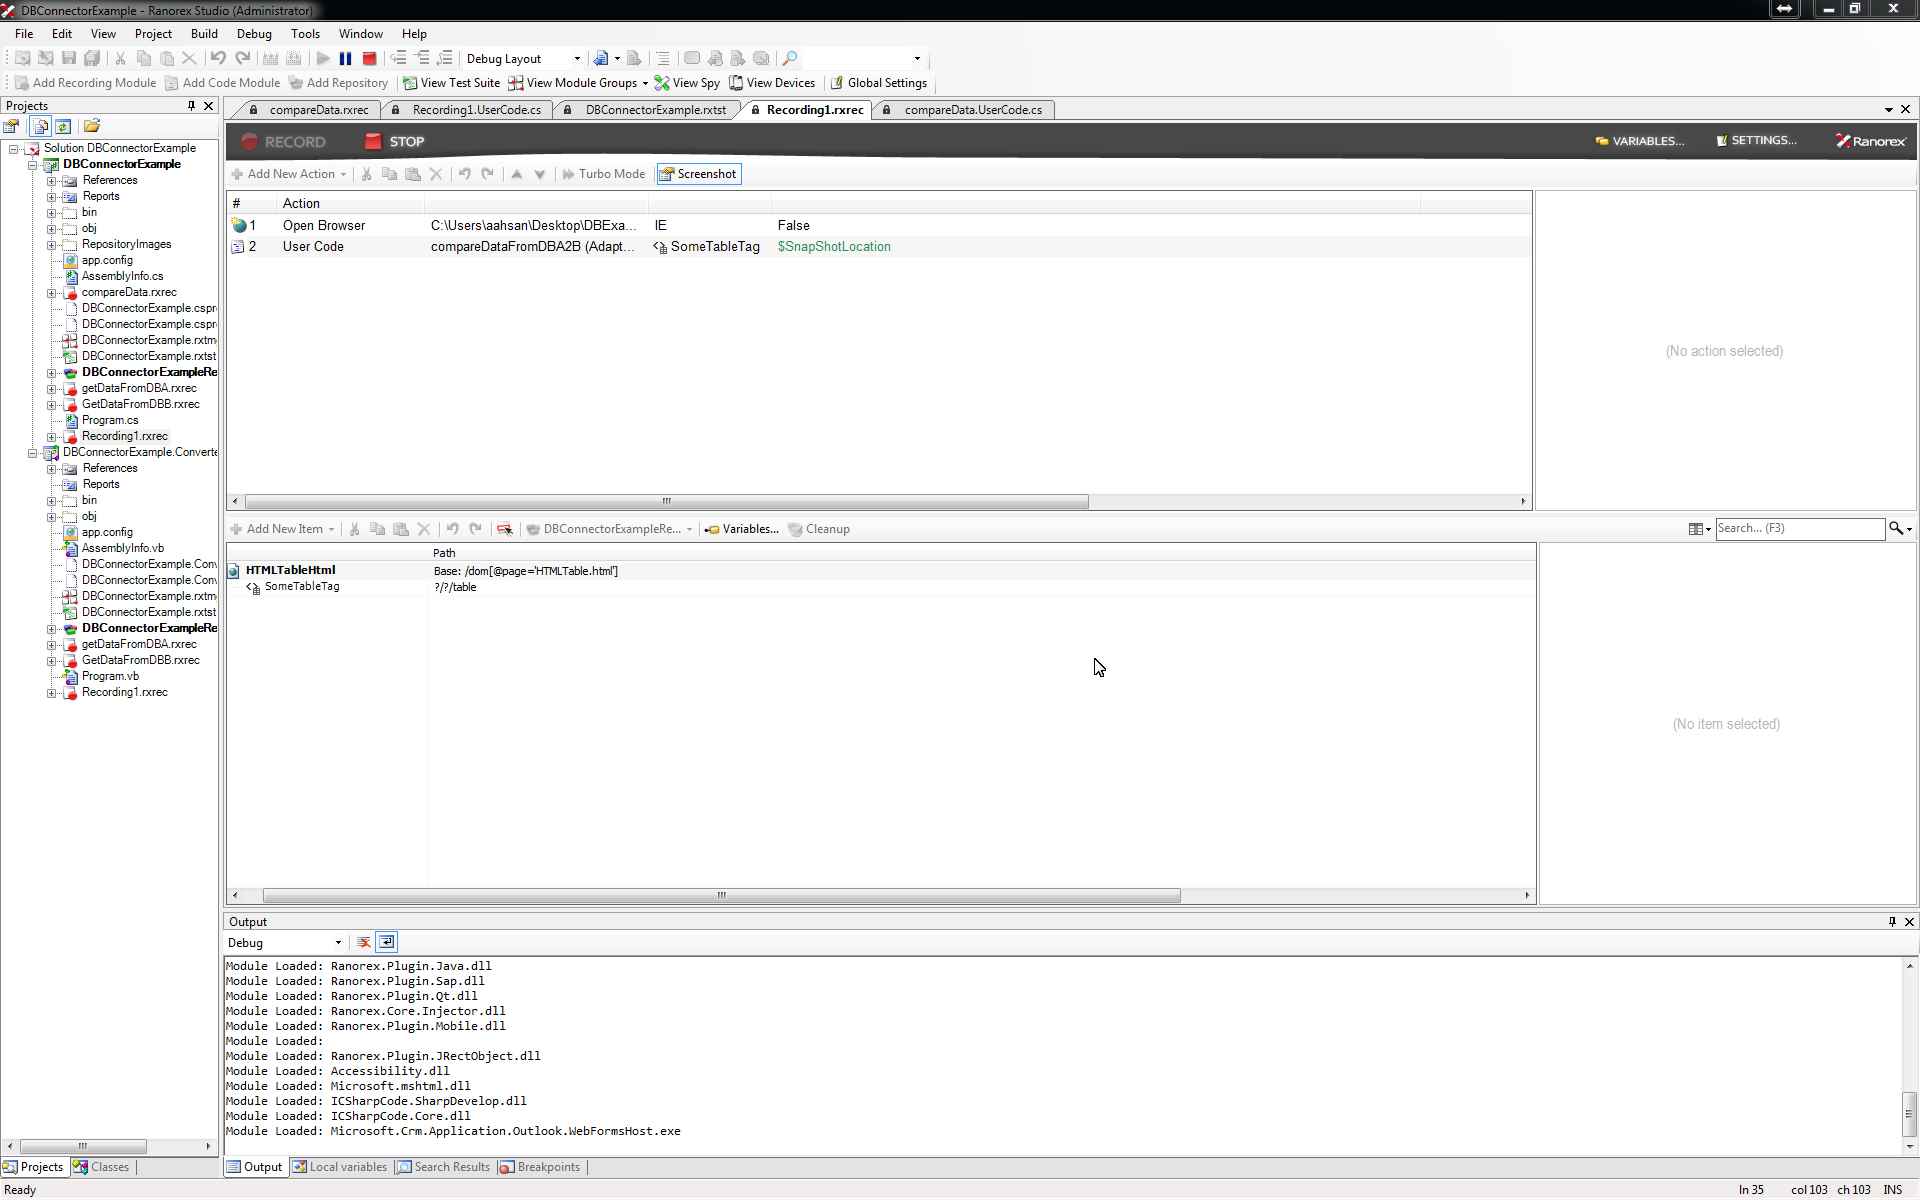 DBConnectorExample - Ranorex Studio (Administrator)
File Edit View Project Build Debug Tools Window Help
Debug Layout
Add Recording Module Add Code Module Add Repository View Test Suite View Module Groups View Spy View Devices Global Settings
Projects
compareData.rxrec Recording1.UserCode.cs DBConnectorExample.rxtst Recording1.rxrec compareData.UserCode.cs
RECORD STOP VARIABLES... SETTINGS... Ranorex
Add New Action Turbo Mode Screenshot
# Action
1 Open Browser C:\Users\aahsan\Desktop\DBExa... IE False
2 User Code compareDataFromDBA2B (Adapt... SomeTableTag $SnapShotLocation
(No action selected)
Solution DBConnectorExample
DBConnectorExample
References
Reports
bin
obj
RepositoryImages
app.config
AssemblyInfo.cs
compareData.rxrec
DBConnectorExample.cspr
DBConnectorExample.cspr
DBConnectorExample.rxtm
DBConnectorExample.rxtst
DBConnectorExampleRe
getDataFromDBA.rxrec
GetDataFromDBB.rxrec
Program.cs
Recording1.rxrec
DBConnectorExample.Converte
References
Reports
bin
obj
app.config
AssemblyInfo.vb
DBConnectorExample.Con
DBConnectorExample.Con
DBConnectorExample.rxtm
DBConnectorExample.rxtst
DBConnectorExampleRe
getDataFromDBA.rxrec
GetDataFromDBB.rxrec
Program.vb
Recording1.rxrec
Add New Item DBConnectorExampleRe... Variables... Cleanup Search... (F3)
Path
HTMLTableHtml Base: /dom[@page='HTMLTable.html']
SomeTableTag ?/?/table
(No item selected)
Output
Debug
Module Loaded: Ranorex.Plugin.Java.dll
Module Loaded: Ranorex.Plugin.Sap.dll
Module Loaded: Ranorex.Plugin.Qt.dll
Module Loaded: Ranorex.Core.Injector.dll
Module Loaded: Ranorex.Plugin.Mobile.dll
Module Loaded:
Module Loaded: Ranorex.Plugin.JRectObject.dll
Module Loaded: Accessibility.dll
Module Loaded: Microsoft.mshtml.dll
Module Loaded: ICSharpCode.SharpDevelop.dll
Module Loaded: ICSharpCode.Core.dll
Module Loaded: Microsoft.Crm.Application.Outlook.WebFormsHost.exe
Projects Classes Output Local variables Search Results Breakpoints
Ready ln 35 col 103 ch 103 INS